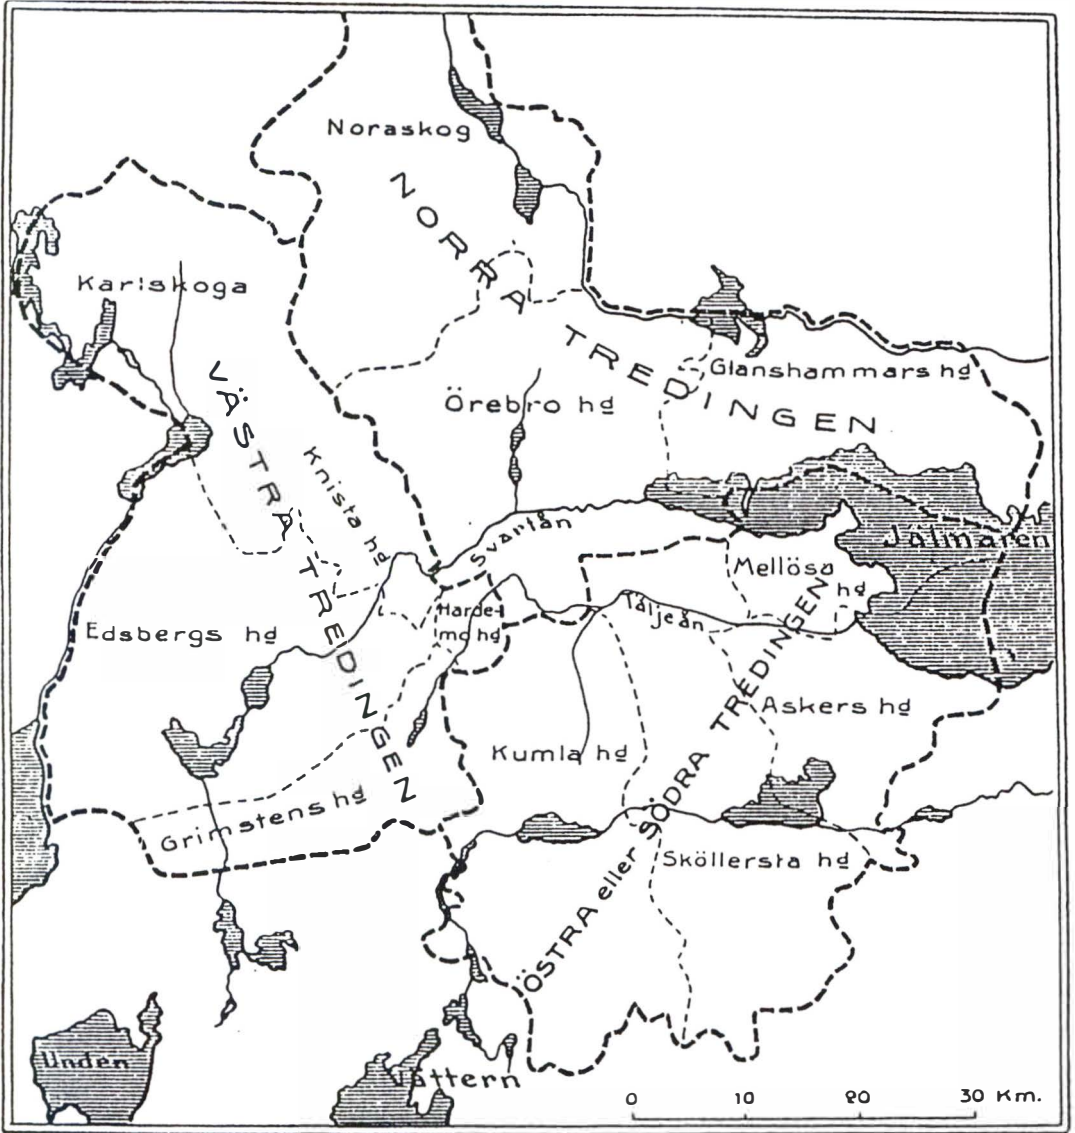 Noraskog
NORRA TREDINGEN
Karlskoga
Glanshammars hd
Örebro hd
VÄSTRA TREDINGEN
Knista hd
Svartån
Jälmaren
Mellösa
hd
Täljeån
Harde-
mo hd
Edsbergs hd
Askers hd
Kumla hd
Grimstens hd
Sköllersta hd
ÖSTRA eller SÖDRA TREDINGEN
Unden
Vättern
0 10 20 30 Km.